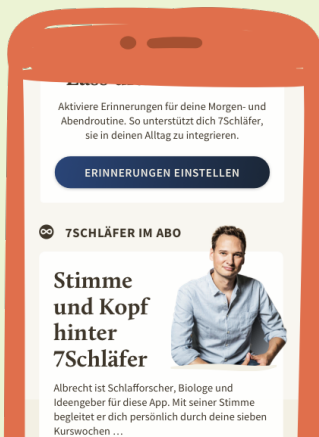 Aktiviere Erinnerungen für deine Morgen- und
Abendroutine. So unterstützt dich 7Schläfer,
sie in deinen Alltag zu integrieren.
ERINNERUNGEN EINSTELLEN
7SCHLÄFER IM ABO
Stimme
und Kopf
hinter
7Schläfer
Albrecht ist Schlafforscher, Biologe und
Ideengeber für diese App. Mit seiner Stimme
begleitet er dich persönlich durch deine sieben
Kurswochen …